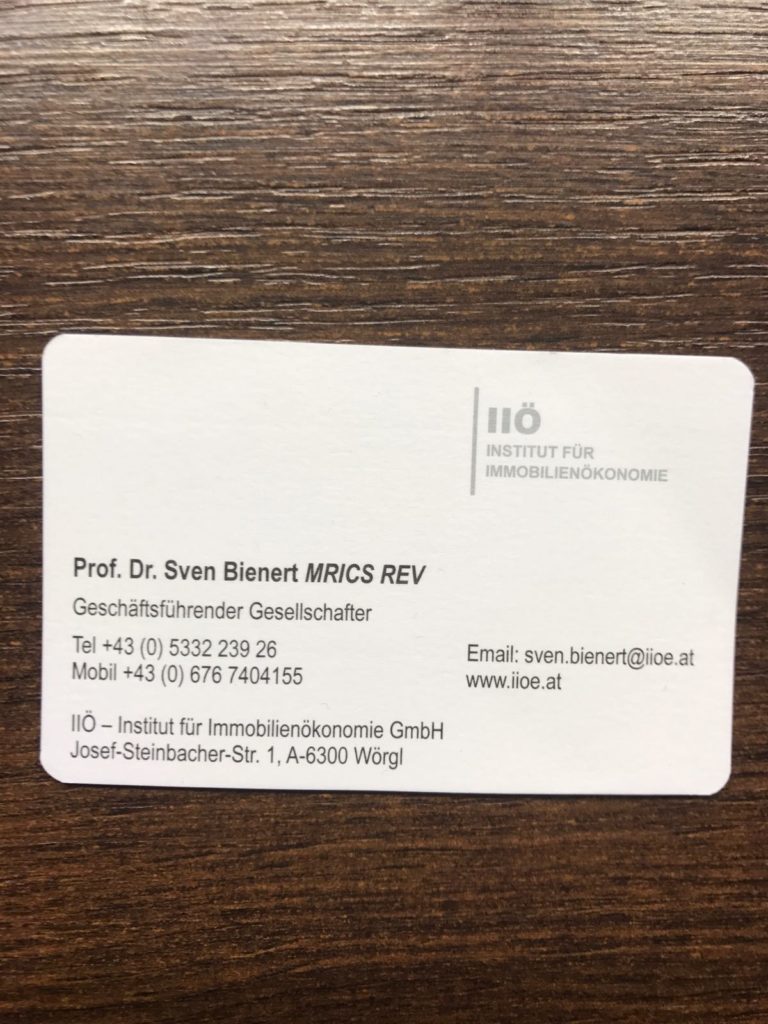 IIÖ
INSTITUT FÜR
IMMOBILIENÖKONOMIE
Prof. Dr. Sven Bienert MRICS REV
Geschäftsführender Gesellschafter
Tel +43 (0) 5332 239 26
Mobil +43 (0) 676 7404155
Email: sven.bienert@iioe.at
www.iioe.at
IIÖ – Institut für Immobilienökonomie GmbH
Josef-Steinbacher-Str. 1, A-6300 Wörgl